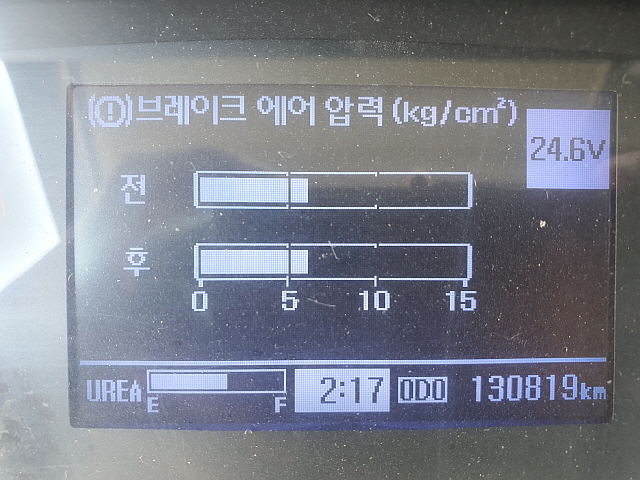 (!)브레이크 에어 압력 (kg/cm²)
24.6V
전
후
0 5 10 15
UREA E F 2:17 ODO 130819km